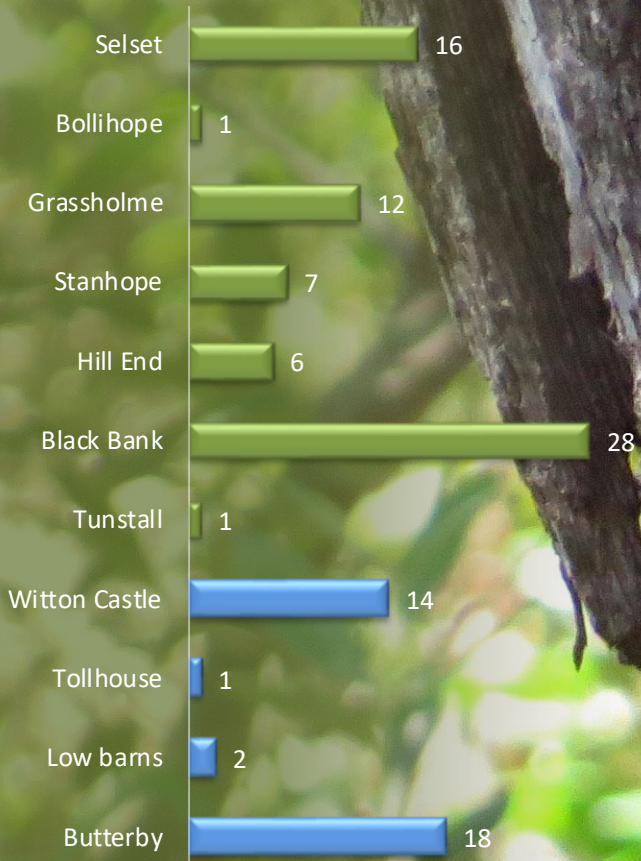 Selset 16
Bollihope 1
Grassholme 12
Stanhope 7
Hill End 6
Black Bank 28
Tunstall 1
Witton Castle 14
Tollhouse 1
Low barns 2
Butterby 18